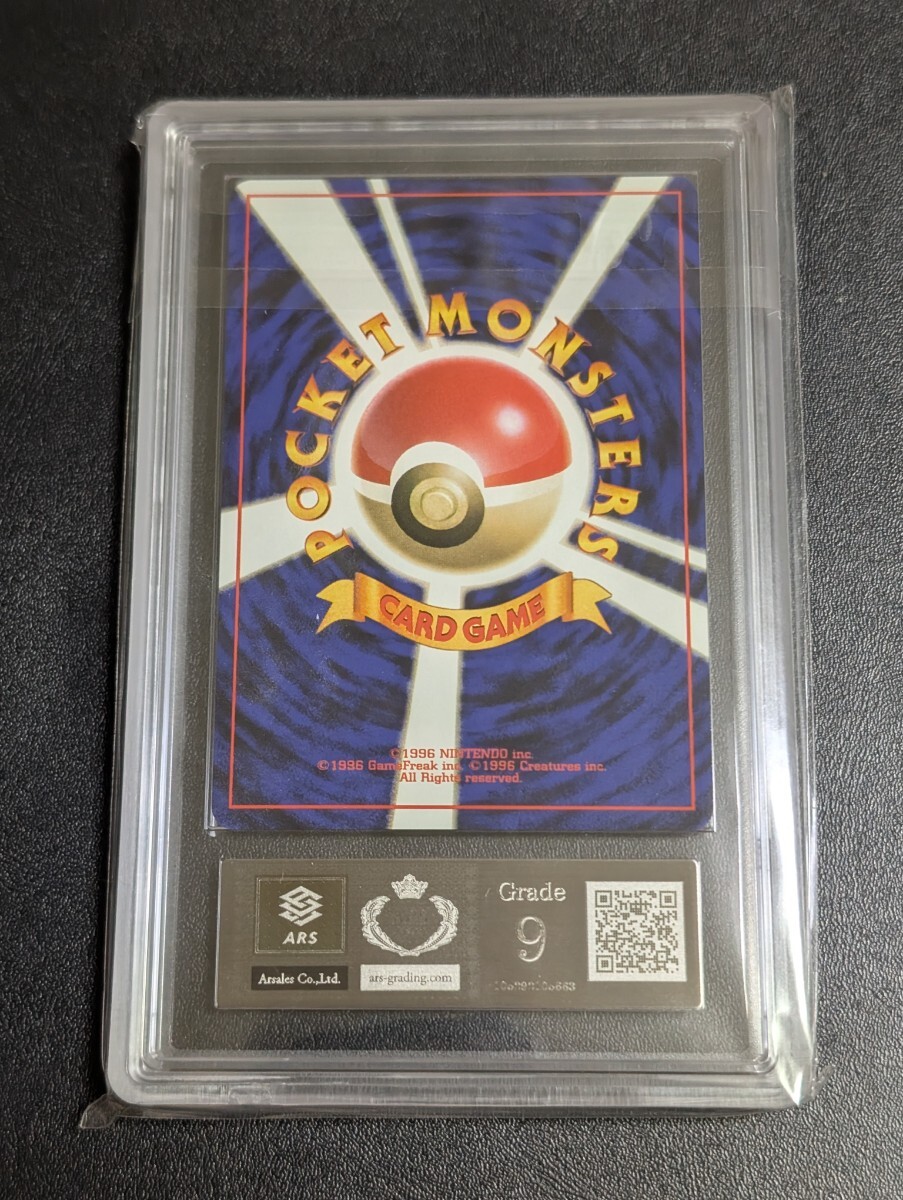 POCKET MONSTERS
CARD GAME
©1996 NINTENDO inc.
©1996 GameFreak inc. ©1996 Creatures inc.
All Rights reserved.
ARS
Arsales Co.,Ltd.
ars-grading.com
Grade
9